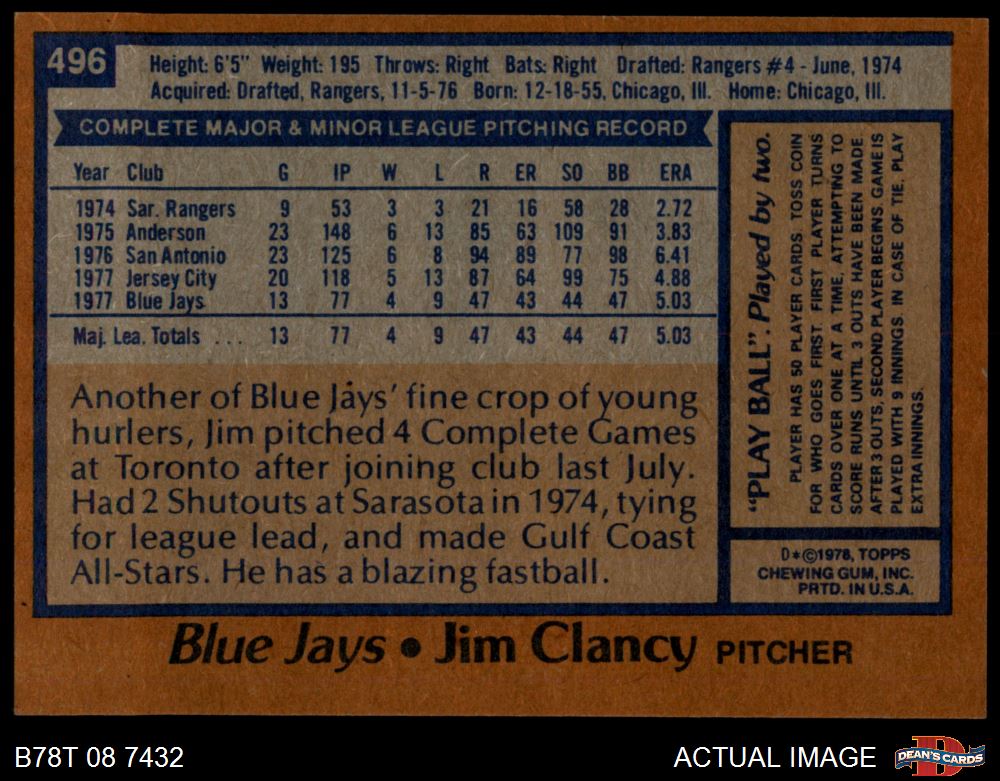 496
Height: 6'5" Weight: 195 Throws: Right Bats: Right Drafted: Rangers #4 - June, 1974
Acquired: Drafted, Rangers, 11-5-76 Born: 12-18-55, Chicago, Ill. Home: Chicago, Ill.
COMPLETE MAJOR & MINOR LEAGUE PITCHING RECORD
Year Club G IP W L R ER SO BB ERA
1974 Sar. Rangers 9 53 3 3 21 16 58 28 2.72
1975 Anderson 23 148 6 13 85 63 109 91 3.83
1976 San Antonio 23 125 6 8 94 89 77 98 6.41
1977 Jersey City 20 118 5 13 87 64 99 75 4.88
1977 Blue Jays 13 77 4 9 47 43 44 47 5.03
Maj. Lea. Totals ... 13 77 4 9 47 43 44 47 5.03
Another of Blue Jays' fine crop of young
hurlers, Jim pitched 4 Complete Games
at Toronto after joining club last July.
Had 2 Shutouts at Sarasota in 1974, tying
for league lead, and made Gulf Coast
All-Stars. He has a blazing fastball.
"PLAY BALL". Played by two.
PLAYER HAS 50 PLAYER CARDS TOSS COIN
FOR WHO GOES FIRST. FIRST PLAYER TURNS
CARDS OVER ONE AT A TIME, ATTEMPTING TO
SCORE RUNS UNTIL 3 OUTS HAVE BEEN MADE.
AFTER 3 OUTS, SECOND PLAYER BEGINS. GAME IS
PLAYED WITH 9 INNINGS. IN CASE OF TIE, PLAY
EXTRA INNINGS.
D*©1978, TOPPS
CHEWING GUM, INC.
PRTD. IN U.S.A.
Blue Jays • Jim Clancy PITCHER
B78T 08 7432
ACTUAL IMAGE
D
DEAN'S CARDS